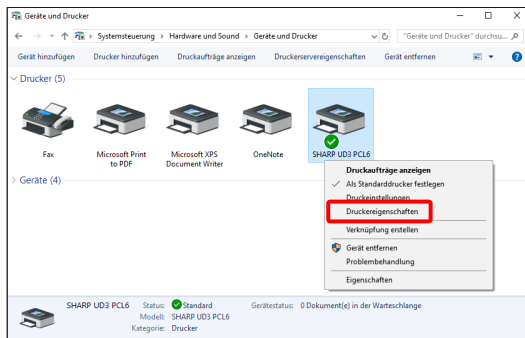 Geräte und Drucker
Systemsteuerung › Hardware und Sound › Geräte und Drucker
"Geräte und Drucker" durchsu...
Gerät hinzufügen Drucker hinzufügen Druckaufträge anzeigen Druckerservereigenschaften Gerät entfernen
Drucker (5)
Fax
Microsoft Print
to PDF
Microsoft XPS
Document Writer
OneNote
SHARP UD3 PCL6
Druckaufträge anzeigen
Als Standarddrucker festlegen
Druckeinstellungen
Druckereigenschaften
Verknüpfung erstellen
Gerät entfernen
Problembehandlung
Eigenschaften
Geräte (4)
SHARP UD3 PCL6 Status: Standard Gerätestatus: 0 Dokument(e) in der Warteschlange
Modell: SHARP UD3 PCL6
Kategorie: Drucker